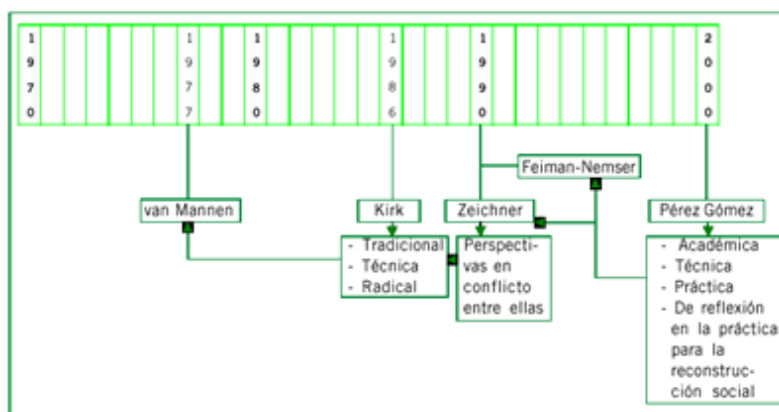 1970
1977
1980
1986
1990
2000
Feiman-Nemser
van Mannen
Kirk
Zeichner
Pérez Gómez
- Tradicional
- Técnica
- Radical
Perspecti-
vas en
conflicto
entre ellas
- Académica
- Técnica
- Práctica
- De reflexión
en la práctica
para la
reconstruc-
ción social